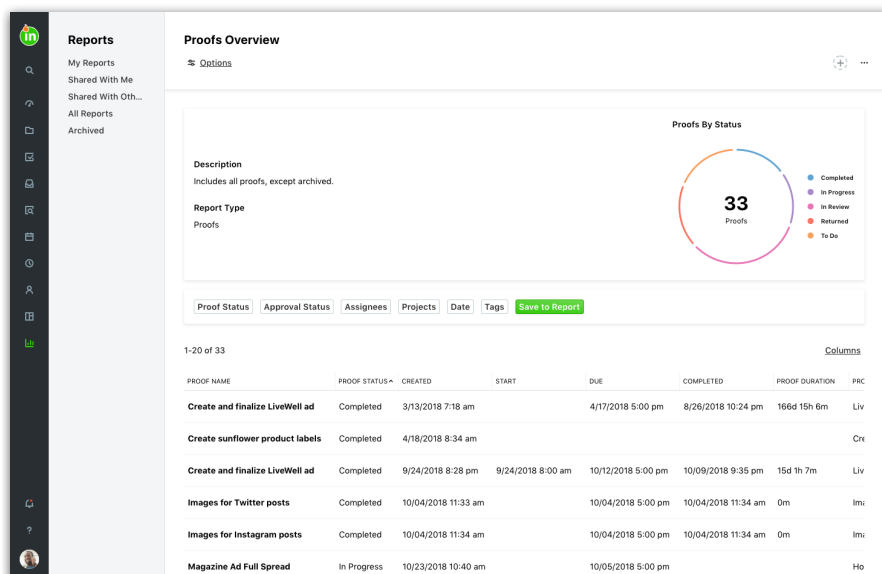 in
Reports
My Reports
Shared With Me
Shared With Oth...
All Reports
Archived
Proofs Overview
Options
Description
Includes all proofs, except archived.
Report Type
Proofs
Proofs By Status
33
Proofs
Completed
In Progress
In Review
Returned
To Do
Proof Status Approval Status Assignees Projects Date Tags Save to Report
1-20 of 33 Columns
PROOF NAME PROOF STATUS CREATED START DUE COMPLETED PROOF DURATION PRO
Create and finalize LiveWell ad Completed 3/13/2018 7:18 am 4/17/2018 5:00 pm 8/26/2018 10:24 pm 166d 15h 6m Liv
Create sunflower product labels Completed 4/18/2018 8:34 am Cre
Create and finalize LiveWell ad Completed 9/24/2018 8:28 pm 9/24/2018 8:00 am 10/12/2018 5:00 pm 10/09/2018 9:35 pm 15d 1h 7m Liv
Images for Twitter posts Completed 10/04/2018 11:33 am 10/04/2018 5:00 pm 10/04/2018 11:34 am 0m Ima
Images for Instagram posts Completed 10/04/2018 11:33 am 10/04/2018 5:00 pm 10/04/2018 11:34 am 0m Ima
Magazine Ad Full Spread In Progress 10/23/2018 10:40 am 10/05/2018 5:00 pm Ho